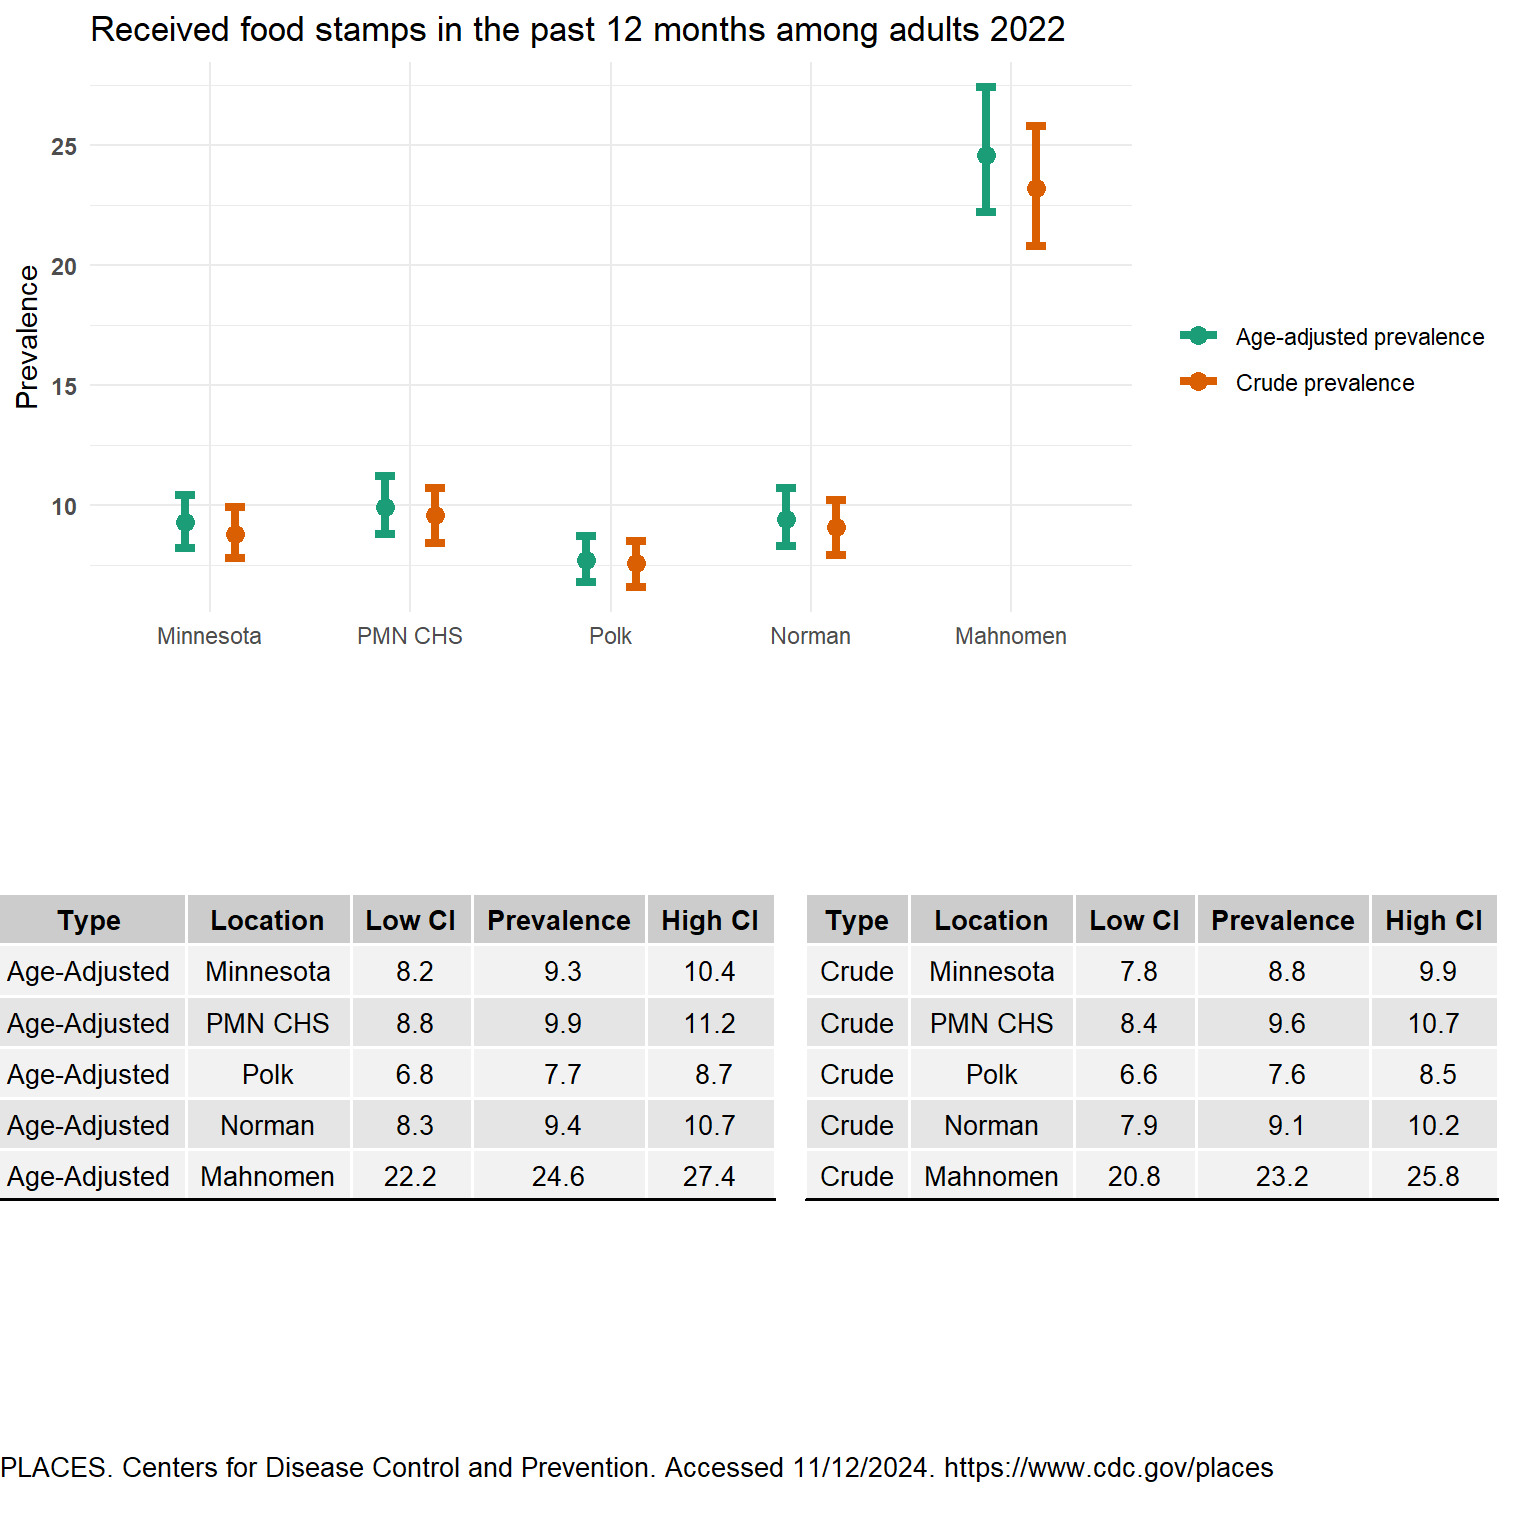 Received food stamps in the past 12 months among adults 2022
Prevalence
25
20
15
10
Minnesota PMN CHS Polk Norman Mahnomen
Age-adjusted prevalence
Crude prevalence
Type Location Low CI Prevalence High CI
Age-Adjusted Minnesota 8.2 9.3 10.4
Age-Adjusted PMN CHS 8.8 9.9 11.2
Age-Adjusted Polk 6.8 7.7 8.7
Age-Adjusted Norman 8.3 9.4 10.7
Age-Adjusted Mahnomen 22.2 24.6 27.4
Type Location Low CI Prevalence High CI
Crude Minnesota 7.8 8.8 9.9
Crude PMN CHS 8.4 9.6 10.7
Crude Polk 6.6 7.6 8.5
Crude Norman 7.9 9.1 10.2
Crude Mahnomen 20.8 23.2 25.8
PLACES. Centers for Disease Control and Prevention. Accessed 11/12/2024. https://www.cdc.gov/places